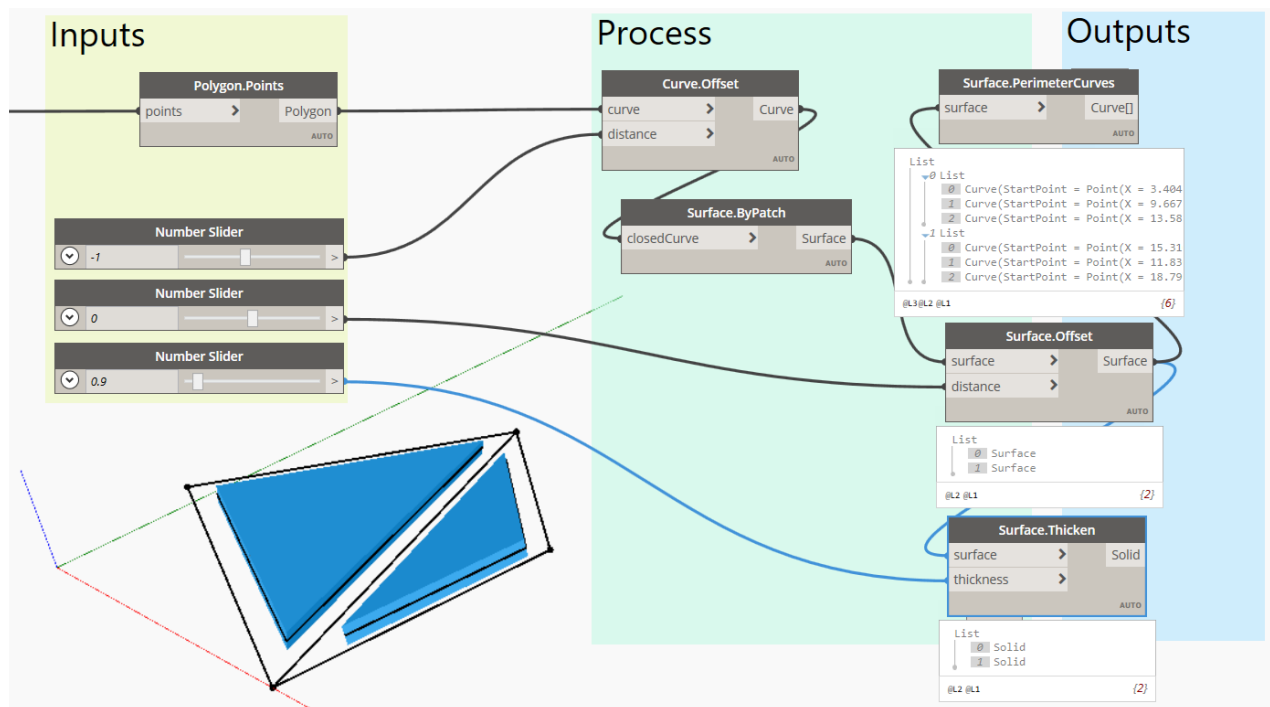 Inputs
Process
Outputs
Polygon.Points
points > Polygon
AUTO
Number Slider
-1 >
Number Slider
0 >
Number Slider
0.9 >
Curve.Offset
curve > Curve
distance >
AUTO
Surface.ByPatch
closedCurve > Surface
AUTO
Surface.PerimeterCurves
surface > Curve[]
AUTO
List
0 List
0 Curve(StartPoint = Point(X = 3.404
1 Curve(StartPoint = Point(X = 9.667
2 Curve(StartPoint = Point(X = 13.58
1 List
0 Curve(StartPoint = Point(X = 15.31
1 Curve(StartPoint = Point(X = 11.83
2 Curve(StartPoint = Point(X = 18.79
@L3@L2 @L1 {6}
Surface.Offset
surface > Surface
distance >
AUTO
List
0 Surface
1 Surface
@L2 @L1 {2}
Surface.Thicken
surface > Solid
thickness >
AUTO
List
0 Solid
1 Solid
@L2 @L1 {2}